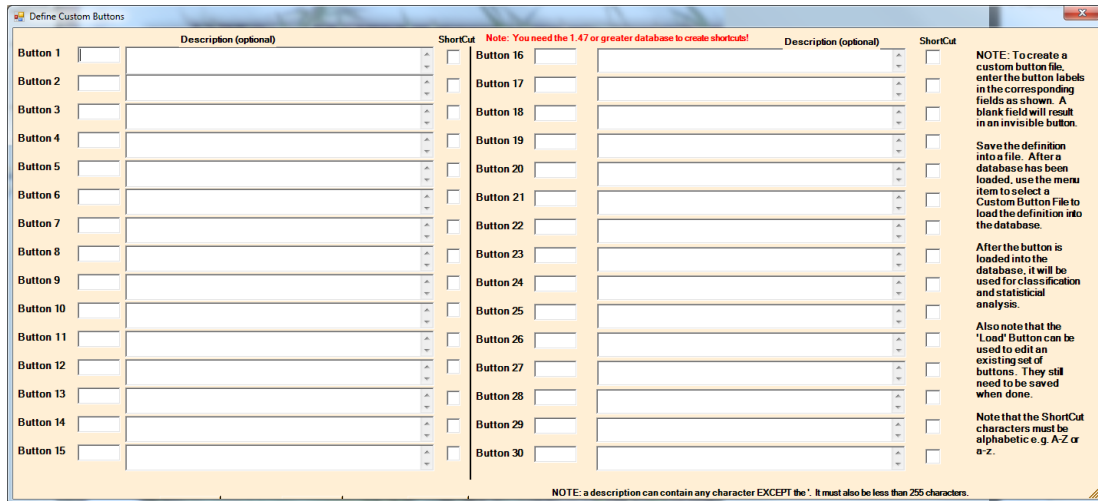 Define Custom Buttons
Description (optional)
ShortCut
Note: You need the 1.47 or greater database to create shortcuts!
Description (optional)
ShortCut
Button 1
Button 2
Button 3
Button 4
Button 5
Button 6
Button 7
Button 8
Button 9
Button 10
Button 11
Button 12
Button 13
Button 14
Button 15
Button 16
Button 17
Button 18
Button 19
Button 20
Button 21
Button 22
Button 23
Button 24
Button 25
Button 26
Button 27
Button 28
Button 29
Button 30
NOTE: To create a
custom button file,
enter the button labels
in the corresponding
fields as shown. A
blank field will result
in an invisible button.
Save the definition
into a file. After a
database has been
loaded, use the menu
item to select a
Custom Button File to
load the definition into
the database.
After the button is
loaded into the
database, it will be
used for classification
and statisticial
analysis.
Also note that the
'Load' Button can be
used to edit an
existing set of
buttons. They still
need to be saved
when done.
Note that the ShortCut
characters must be
alphabetic e.g. A-Z or
a-z.
NOTE: a description can contain any character EXCEPT the '. It must also be less than 255 characters.